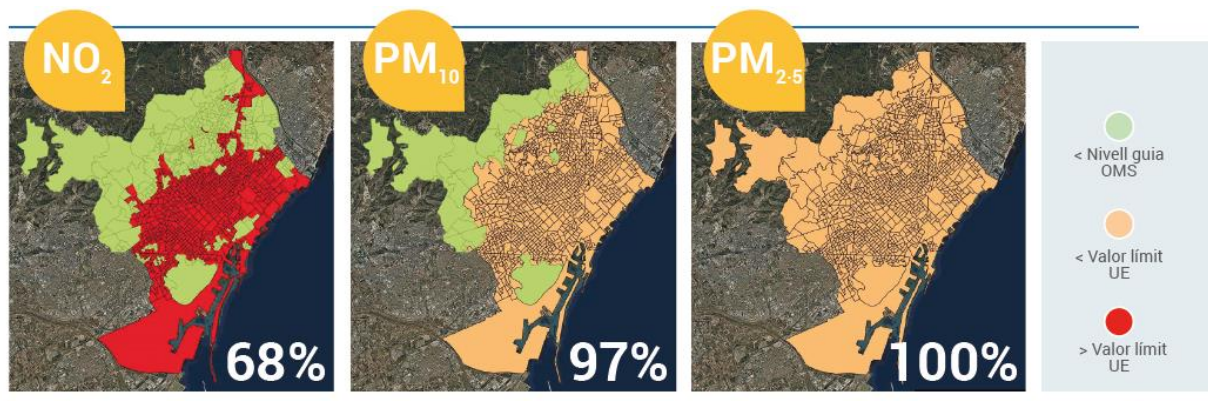 NO₂
68%
PM₁₀
97%
PM₂.₅
100%
< Nivell guia
OMS
< Valor límit
UE
> Valor límit
UE